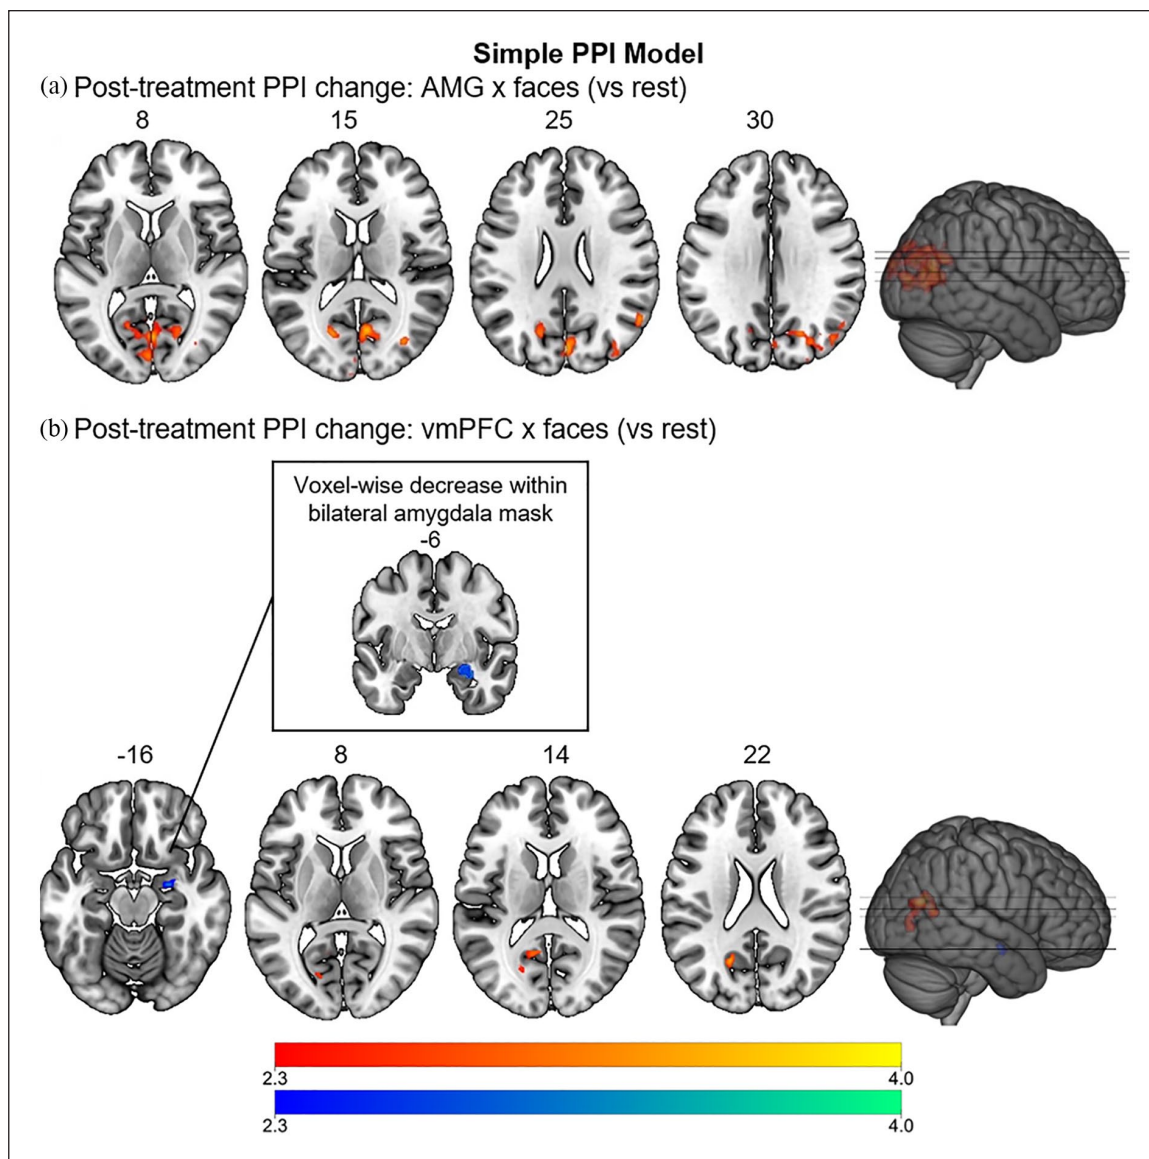 Simple PPI Model
(a) Post-treatment PPI change: AMG x faces (vs rest)
8 15 25 30
(b) Post-treatment PPI change: vmPFC x faces (vs rest)
Voxel-wise decrease within
bilateral amygdala mask
-6
-16 8 14 22
2.3 4.0
2.3 4.0